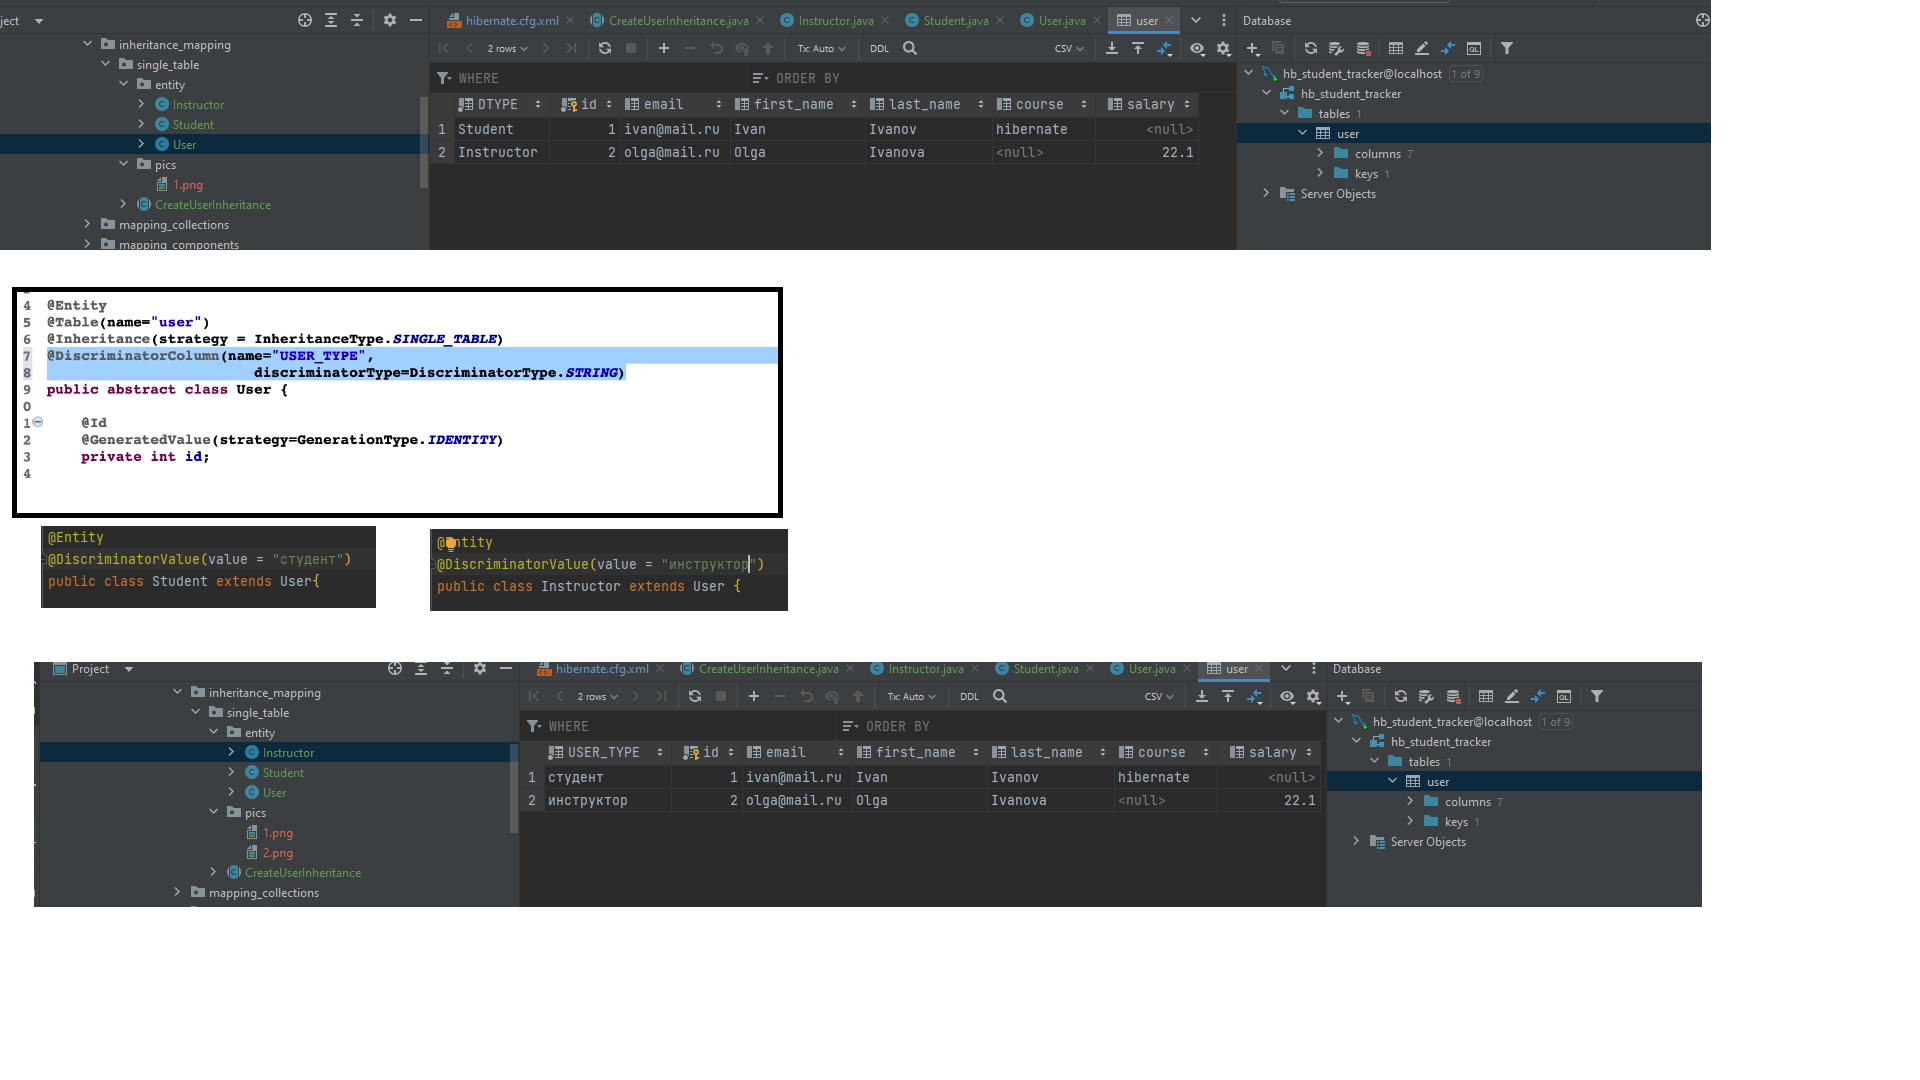 ject
hibernate.cfg.xml
CreateUserInheritance.java
Instructor.java
Student.java
User.java
user
Database
inheritance_mapping
single_table
entity
Instructor
Student
User
pics
1.png
CreateUserInheritance
mapping_collections
mapping_components
2 rows
Tx: Auto
DDL
CSV
WHERE
ORDER BY
DTYPE id email first_name last_name course salary
1 Student 1 ivan@mail.ru Ivan Ivanov hibernate <null>
2 Instructor 2 olga@mail.ru Olga Ivanova <null> 22.1
hb_student_tracker@localhost 1 of 9
hb_student_tracker
tables 1
user
columns 7
keys 1
Server Objects
4 @Entity
5 @Table(name="user")
6 @Inheritance(strategy = InheritanceType.SINGLE_TABLE)
7 @DiscriminatorColumn(name="USER_TYPE",
8 discriminatorType=DiscriminatorType.STRING)
9 public abstract class User {
0
1 @Id
2 @GeneratedValue(strategy=GenerationType.IDENTITY)
3 private int id;
4
@Entity
@DiscriminatorValue(value = "студент")
public class Student extends User{
@Entity
@DiscriminatorValue(value = "инструктор")
public class Instructor extends User {
Project
hibernate.cfg.xml
CreateUserInheritance.java
Instructor.java
Student.java
User.java
user
Database
inheritance_mapping
single_table
entity
Instructor
Student
User
pics
1.png
2.png
CreateUserInheritance
mapping_collections
2 rows
Tx: Auto
DDL
CSV
WHERE
ORDER BY
USER_TYPE id email first_name last_name course salary
1 студент 1 ivan@mail.ru Ivan Ivanov hibernate <null>
2 инструктор 2 olga@mail.ru Olga Ivanova <null> 22.1
hb_student_tracker@localhost 1 of 9
hb_student_tracker
tables 1
user
columns 7
keys 1
Server Objects